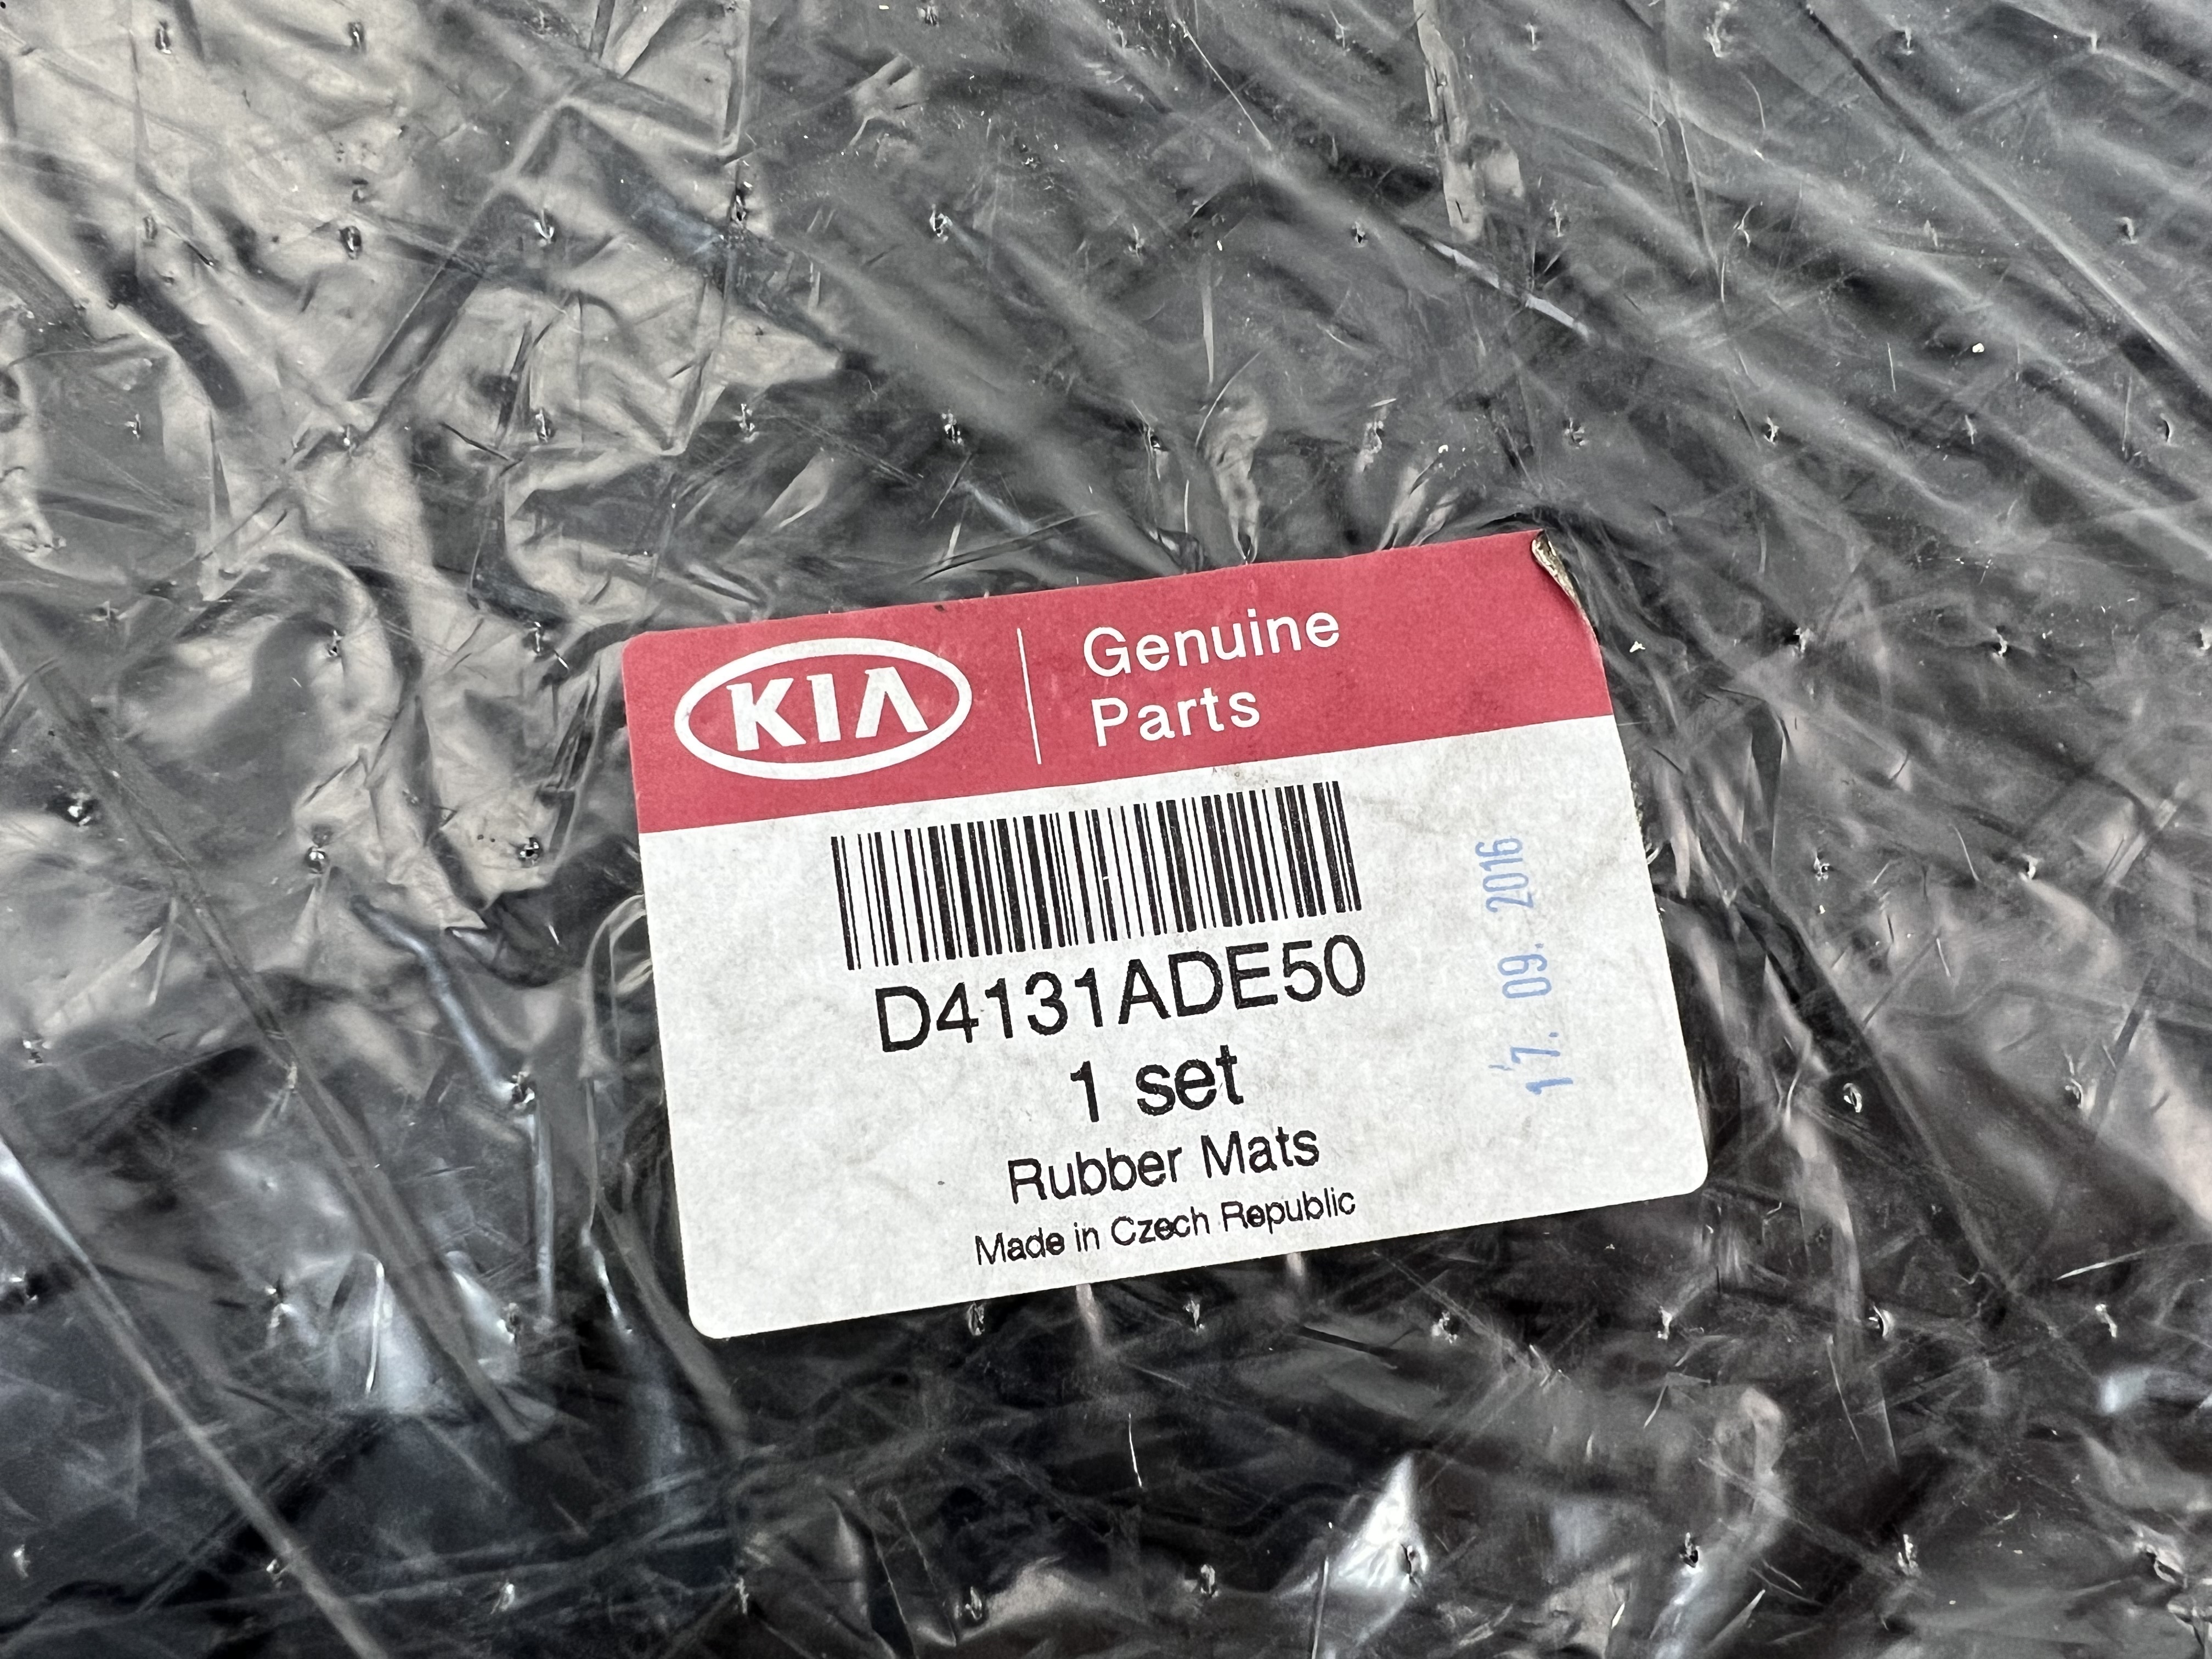 KIA
Genuine
Parts
D4131ADE50
1 set
Rubber Mats
Made in Czech Republic
17. 09. 2016